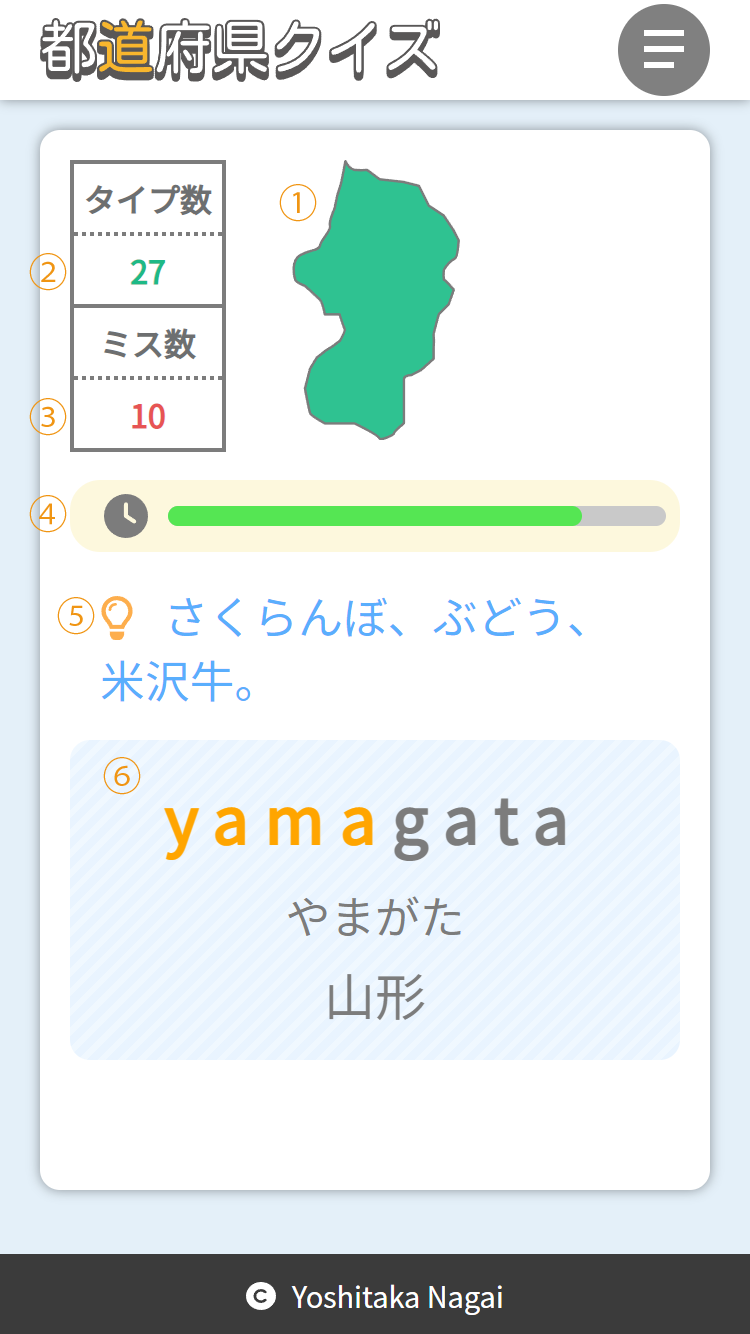 都道府県クイズ
タイプ数
①
② 27
ミス数
③ 10
④
⑤ さくらんぼ、ぶどう、
米沢牛。
⑥
yamagata
やまがた
山形
© Yoshitaka Nagai